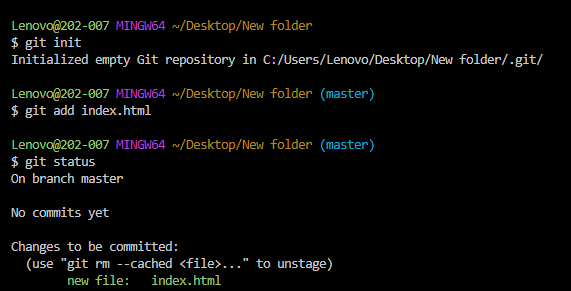 Lenovo@202-007 MINGW64 ~/Desktop/New folder
$ git init
Initialized empty Git repository in C:/Users/Lenovo/Desktop/New folder/.git/
Lenovo@202-007 MINGW64 ~/Desktop/New folder (master)
$ git add index.html
Lenovo@202-007 MINGW64 ~/Desktop/New folder (master)
$ git status
On branch master
No commits yet
Changes to be committed:
(use "git rm --cached <file>..." to unstage)
new file: index.html